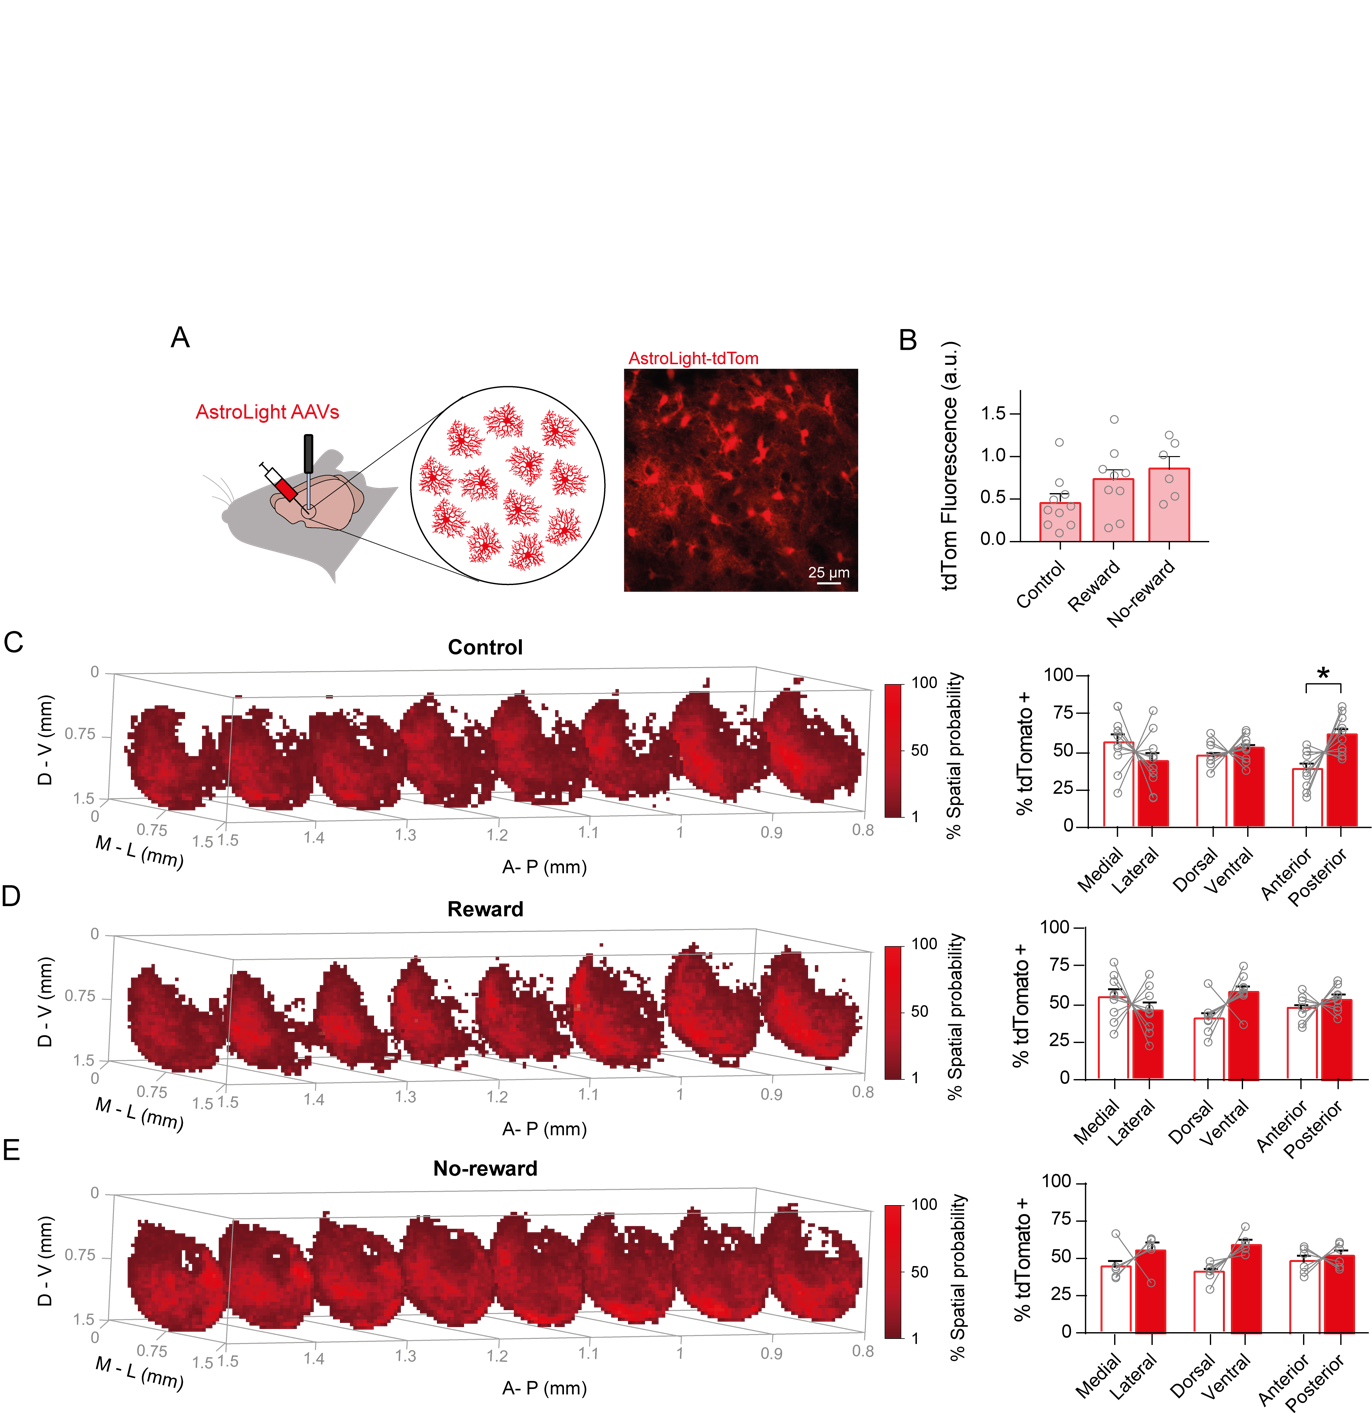 A
AstroLight AAVs
AstroLight-tdTom
25 µm
B
tdTom Fluorescence (a.u.)
1.5
1.0
0.5
0.0
Control
Reward
No-reward
C
Control
0
0.75
1.5
D - V (mm)
0
0.75
1.5
M - L (mm)
1.5
1.4
1.3
1.2
1.1
1
0.9
0.8
A- P (mm)
100
50
1
% Spatial probability
% tdTomato +
100
75
50
25
0
*
Medial
Lateral
Dorsal
Ventral
Anterior
Posterior
D
Reward
0
0.75
1.5
D - V (mm)
0
0.75
1.5
M - L (mm)
1.5
1.4
1.3
1.2
1.1
1
0.9
0.8
A- P (mm)
100
50
1
% Spatial probability
% tdTomato +
100
75
50
25
0
Medial
Lateral
Dorsal
Ventral
Anterior
Posterior
E
No-reward
0
0.75
1.5
D - V (mm)
0
0.75
1.5
M - L (mm)
1.5
1.4
1.3
1.2
1.1
1
0.9
0.8
A- P (mm)
100
50
1
% Spatial probability
% tdTomato +
100
75
50
25
0
Medial
Lateral
Dorsal
Ventral
Anterior
Posterior